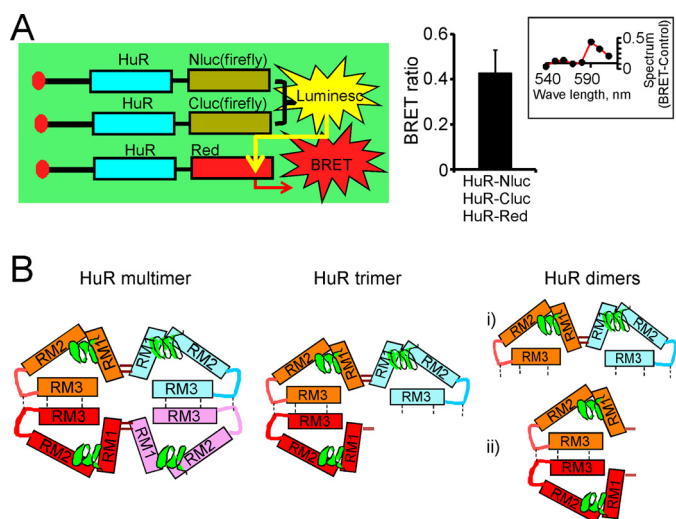 A
HuR
Nluc(firefly)
HuR
Cluc(firefly)
Luminesc
HuR
Red
BRET
BRET ratio
0.6
0.4
0.2
0
HuR-Nluc
HuR-Cluc
HuR-Red
540
590
Wave length, nm
0.5
0
Spectrum
(BRET-Control)
B
HuR multimer
HuR trimer
HuR dimers
RM2
RM1
RM1
RM2
RM3
RM3
RM3
RM3
RM2
RM1
RM1
RM2
RM2
RM1
RM1
RM2
RM3
RM3
RM3
RM2
RM1
i)
RM2
RM1
RM1
RM2
RM3
RM3
ii)
RM2
RM1
RM3
RM3
RM2
RM1